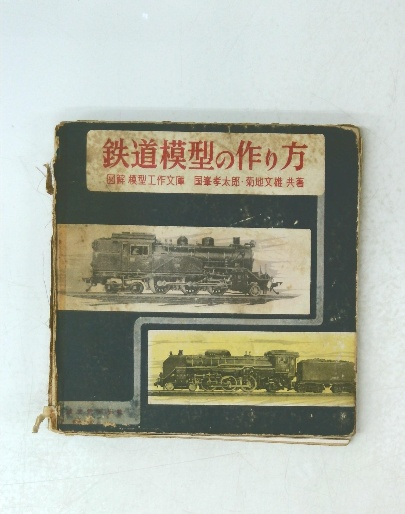 鉄道模型の作り方
図解 模型工作文庫 国峯孝太郎・菊地文雄 共著